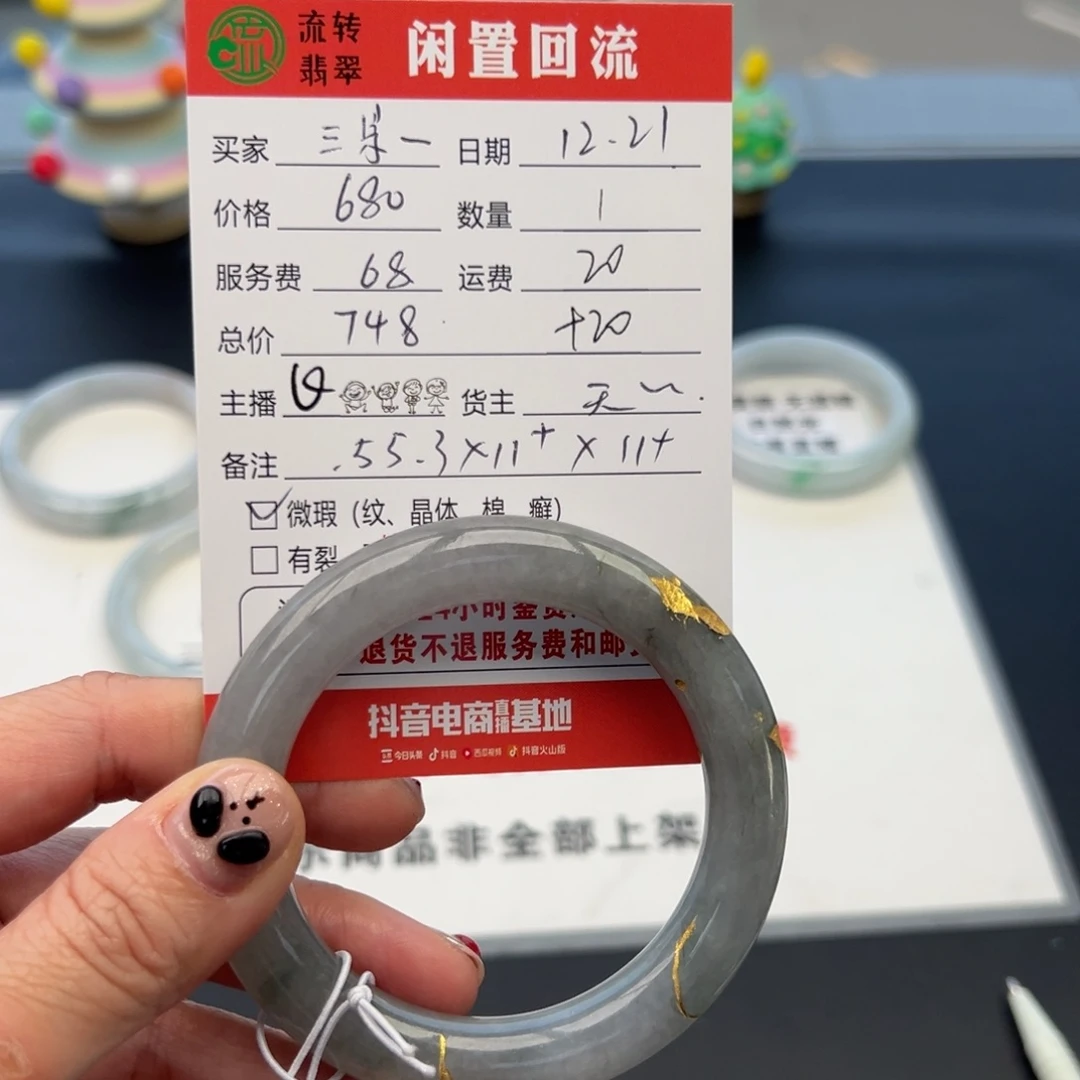 流转翡翠
闲置回流
买家 三 一 日期 12.21
价格 680 数量 1
服务费 68 运费 20
总价 748 +20
主播 货主
备注 .55.3×11+ × 11+
微瑕 (纹、晶体、棉、癣)
有裂
小时鉴赏
退货不退服务费和邮
抖音电商直播基地
今日头条 抖音 西瓜视频 抖音火山版
商品非全部上架